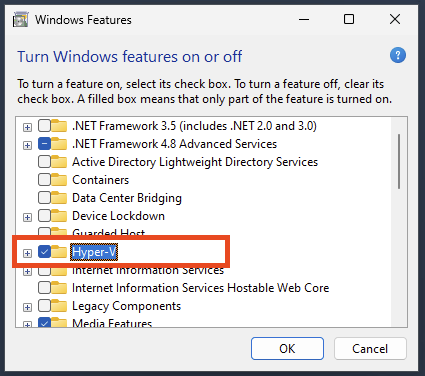 Windows Features
Turn Windows features on or off
To turn a feature on, select its check box. To turn a feature off, clear its
check box. A filled box means that only part of the feature is turned on.
.NET Framework 3.5 (includes .NET 2.0 and 3.0)
.NET Framework 4.8 Advanced Services
Active Directory Lightweight Directory Services
Containers
Data Center Bridging
Device Lockdown
Guarded Host
Hyper-V
Internet Information Services
Internet Information Services Hostable Web Core
Legacy Components
Media Features
OK
Cancel